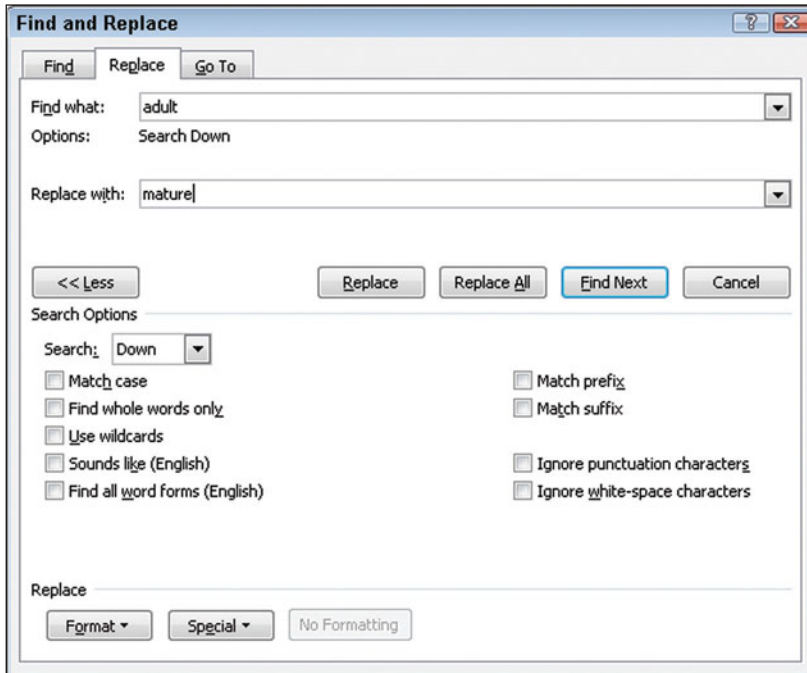 Find and Replace
Find Replace Go To
Find what: adult
Options: Search Down
Replace with: mature
<< Less Replace Replace All Find Next Cancel
Search Options
Search: Down
Match case Match prefix
Find whole words only Match suffix
Use wildcards
Sounds like (English) Ignore punctuation characters
Find all word forms (English) Ignore white-space characters
Replace
Format Special No Formatting